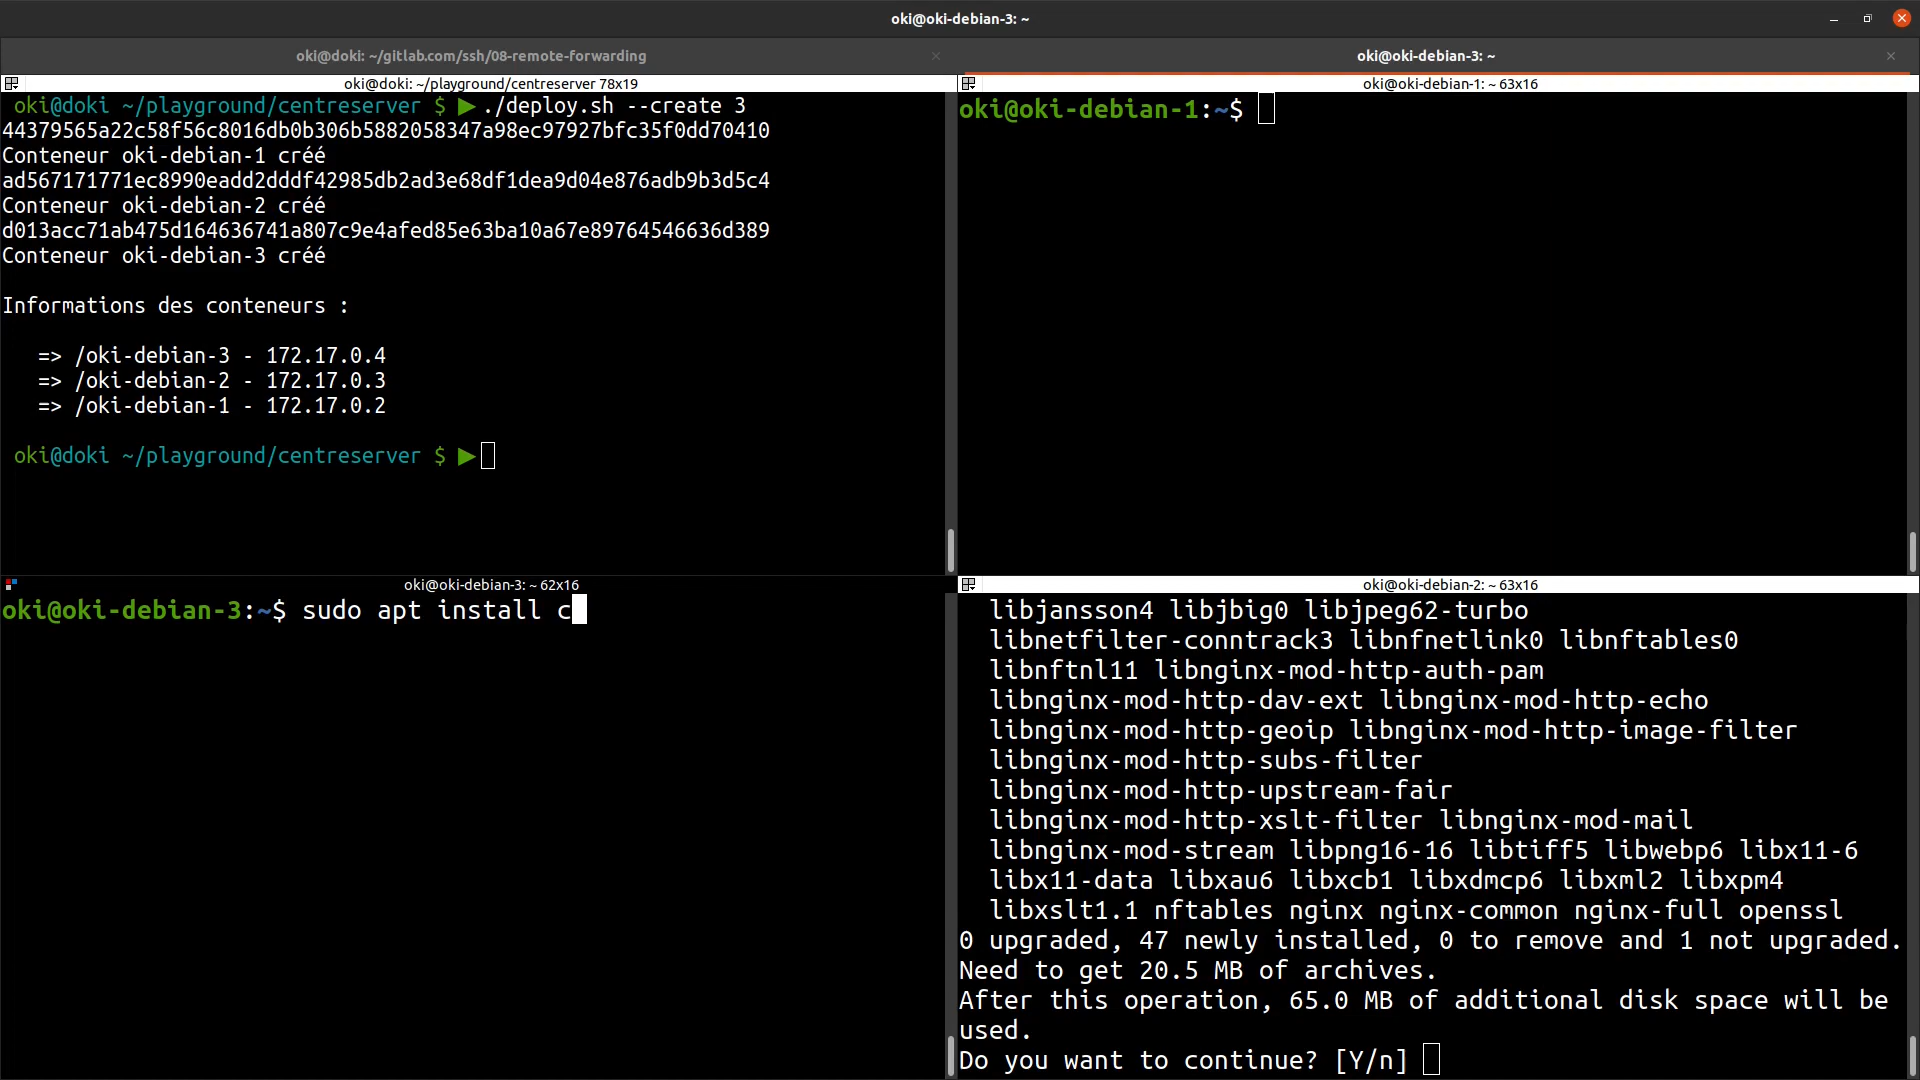 oki@oki-debian-3: ~
oki@doki: ~/gitlab.com/ssh/08-remote-forwarding
oki@oki-debian-3: ~
oki@doki: ~/playground/centreserver 78x19
oki@doki ~/playground/centreserver $ ▶./deploy.sh --create 3
44379565a22c58f56c8016db0b306b5882058347a98ec97927bfc35f0dd70410
Conteneur oki-debian-1 créé
ad567171771ec8990eadd2dddf42985db2ad3e68df1dea9d04e876adb9b3d5c4
Conteneur oki-debian-2 créé
d013acc71ab475d164636741a807c9e4afed85e63ba10a67e89764546636d389
Conteneur oki-debian-3 créé
Informations des conteneurs :
=> /oki-debian-3 - 172.17.0.4
=> /oki-debian-2 - 172.17.0.3
=> /oki-debian-1 - 172.17.0.2
oki@doki ~/playground/centreserver $ ▶
oki@oki-debian-1: ~ 63x16
oki@oki-debian-1:~$
oki@oki-debian-3: ~ 62x16
oki@oki-debian-3:~$ sudo apt install c
oki@oki-debian-2: ~ 63x16
libjansson4 libjbig0 libjpeg62-turbo
libnetfilter-conntrack3 libnfnetlink0 libnftables0
libnftnl11 libnginx-mod-http-auth-pam
libnginx-mod-http-dav-ext libnginx-mod-http-echo
libnginx-mod-http-geoip libnginx-mod-http-image-filter
libnginx-mod-http-subs-filter
libnginx-mod-http-upstream-fair
libnginx-mod-http-xslt-filter libnginx-mod-mail
libnginx-mod-stream libpng16-16 libtiff5 libwebp6 libx11-6
libx11-data libxau6 libxcb1 libxdmcp6 libxml2 libxpm4
libxslt1.1 nftables nginx nginx-common nginx-full openssl
0 upgraded, 47 newly installed, 0 to remove and 1 not upgraded.
Need to get 20.5 MB of archives.
After this operation, 65.0 MB of additional disk space will be
used.
Do you want to continue? [Y/n]